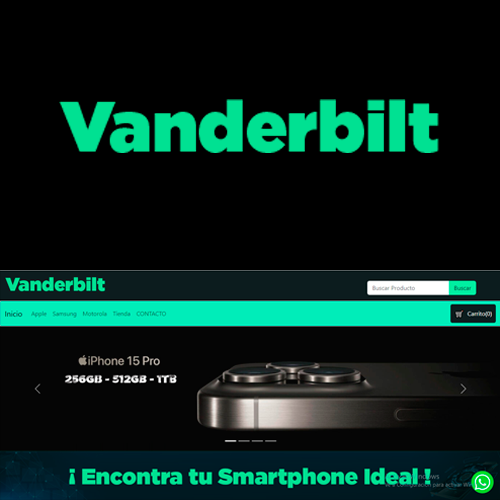 Vanderbilt
Vanderbilt
Buscar Producto
Buscar
Inicio Apple Samsung Motorola Tienda CONTACTO
Carrito(0)
iPhone 15 Pro
256GB - 512GB - 1TB
¡ Encontra tu Smartphone Ideal !